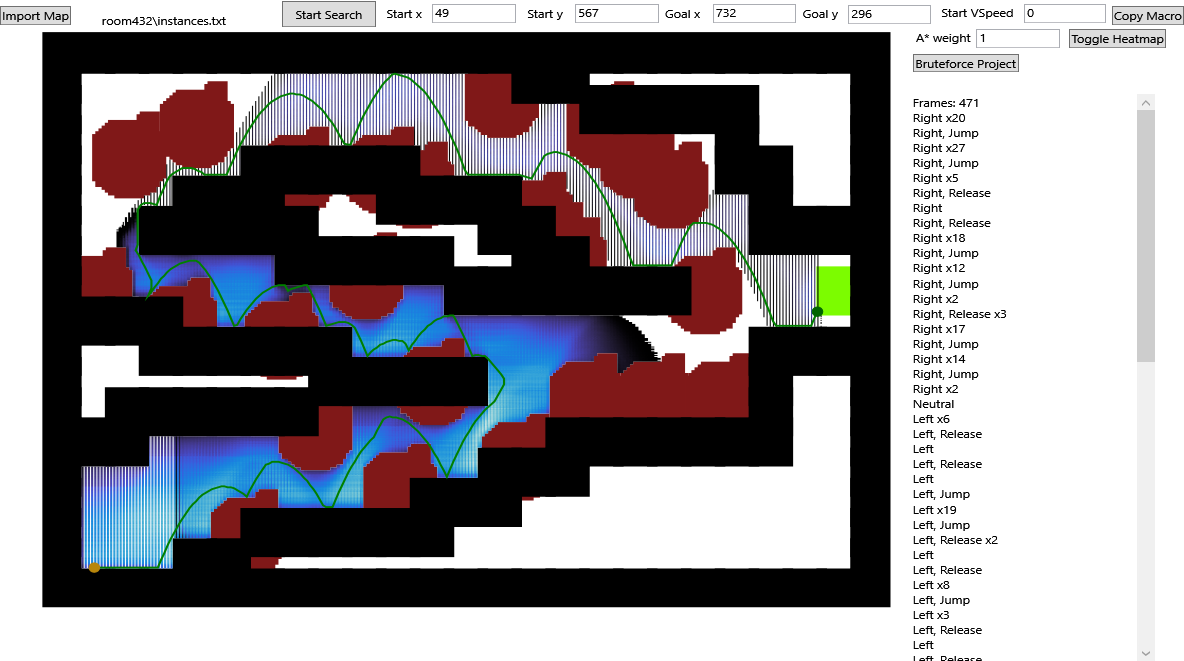 Import Map
room432\instances.txt
Start Search
Start x 49
Start y 567
Goal x 732
Goal y 296
Start VSpeed 0
Copy Macro
A* weight 1
Toggle Heatmap
Bruteforce Project
Frames: 471
Right x20
Right, Jump
Right x27
Right, Jump
Right x5
Right, Release
Right
Right, Release
Right x18
Right, Jump
Right x12
Right, Jump
Right x2
Right, Release x3
Right x17
Right, Jump
Right x14
Right, Jump
Right x2
Neutral
Left x6
Left, Release
Left
Left, Release
Left
Left, Jump
Left x19
Left, Jump
Left, Release x2
Left
Left, Release
Left x8
Left, Jump
Left x3
Left, Release
Left
Left, Release